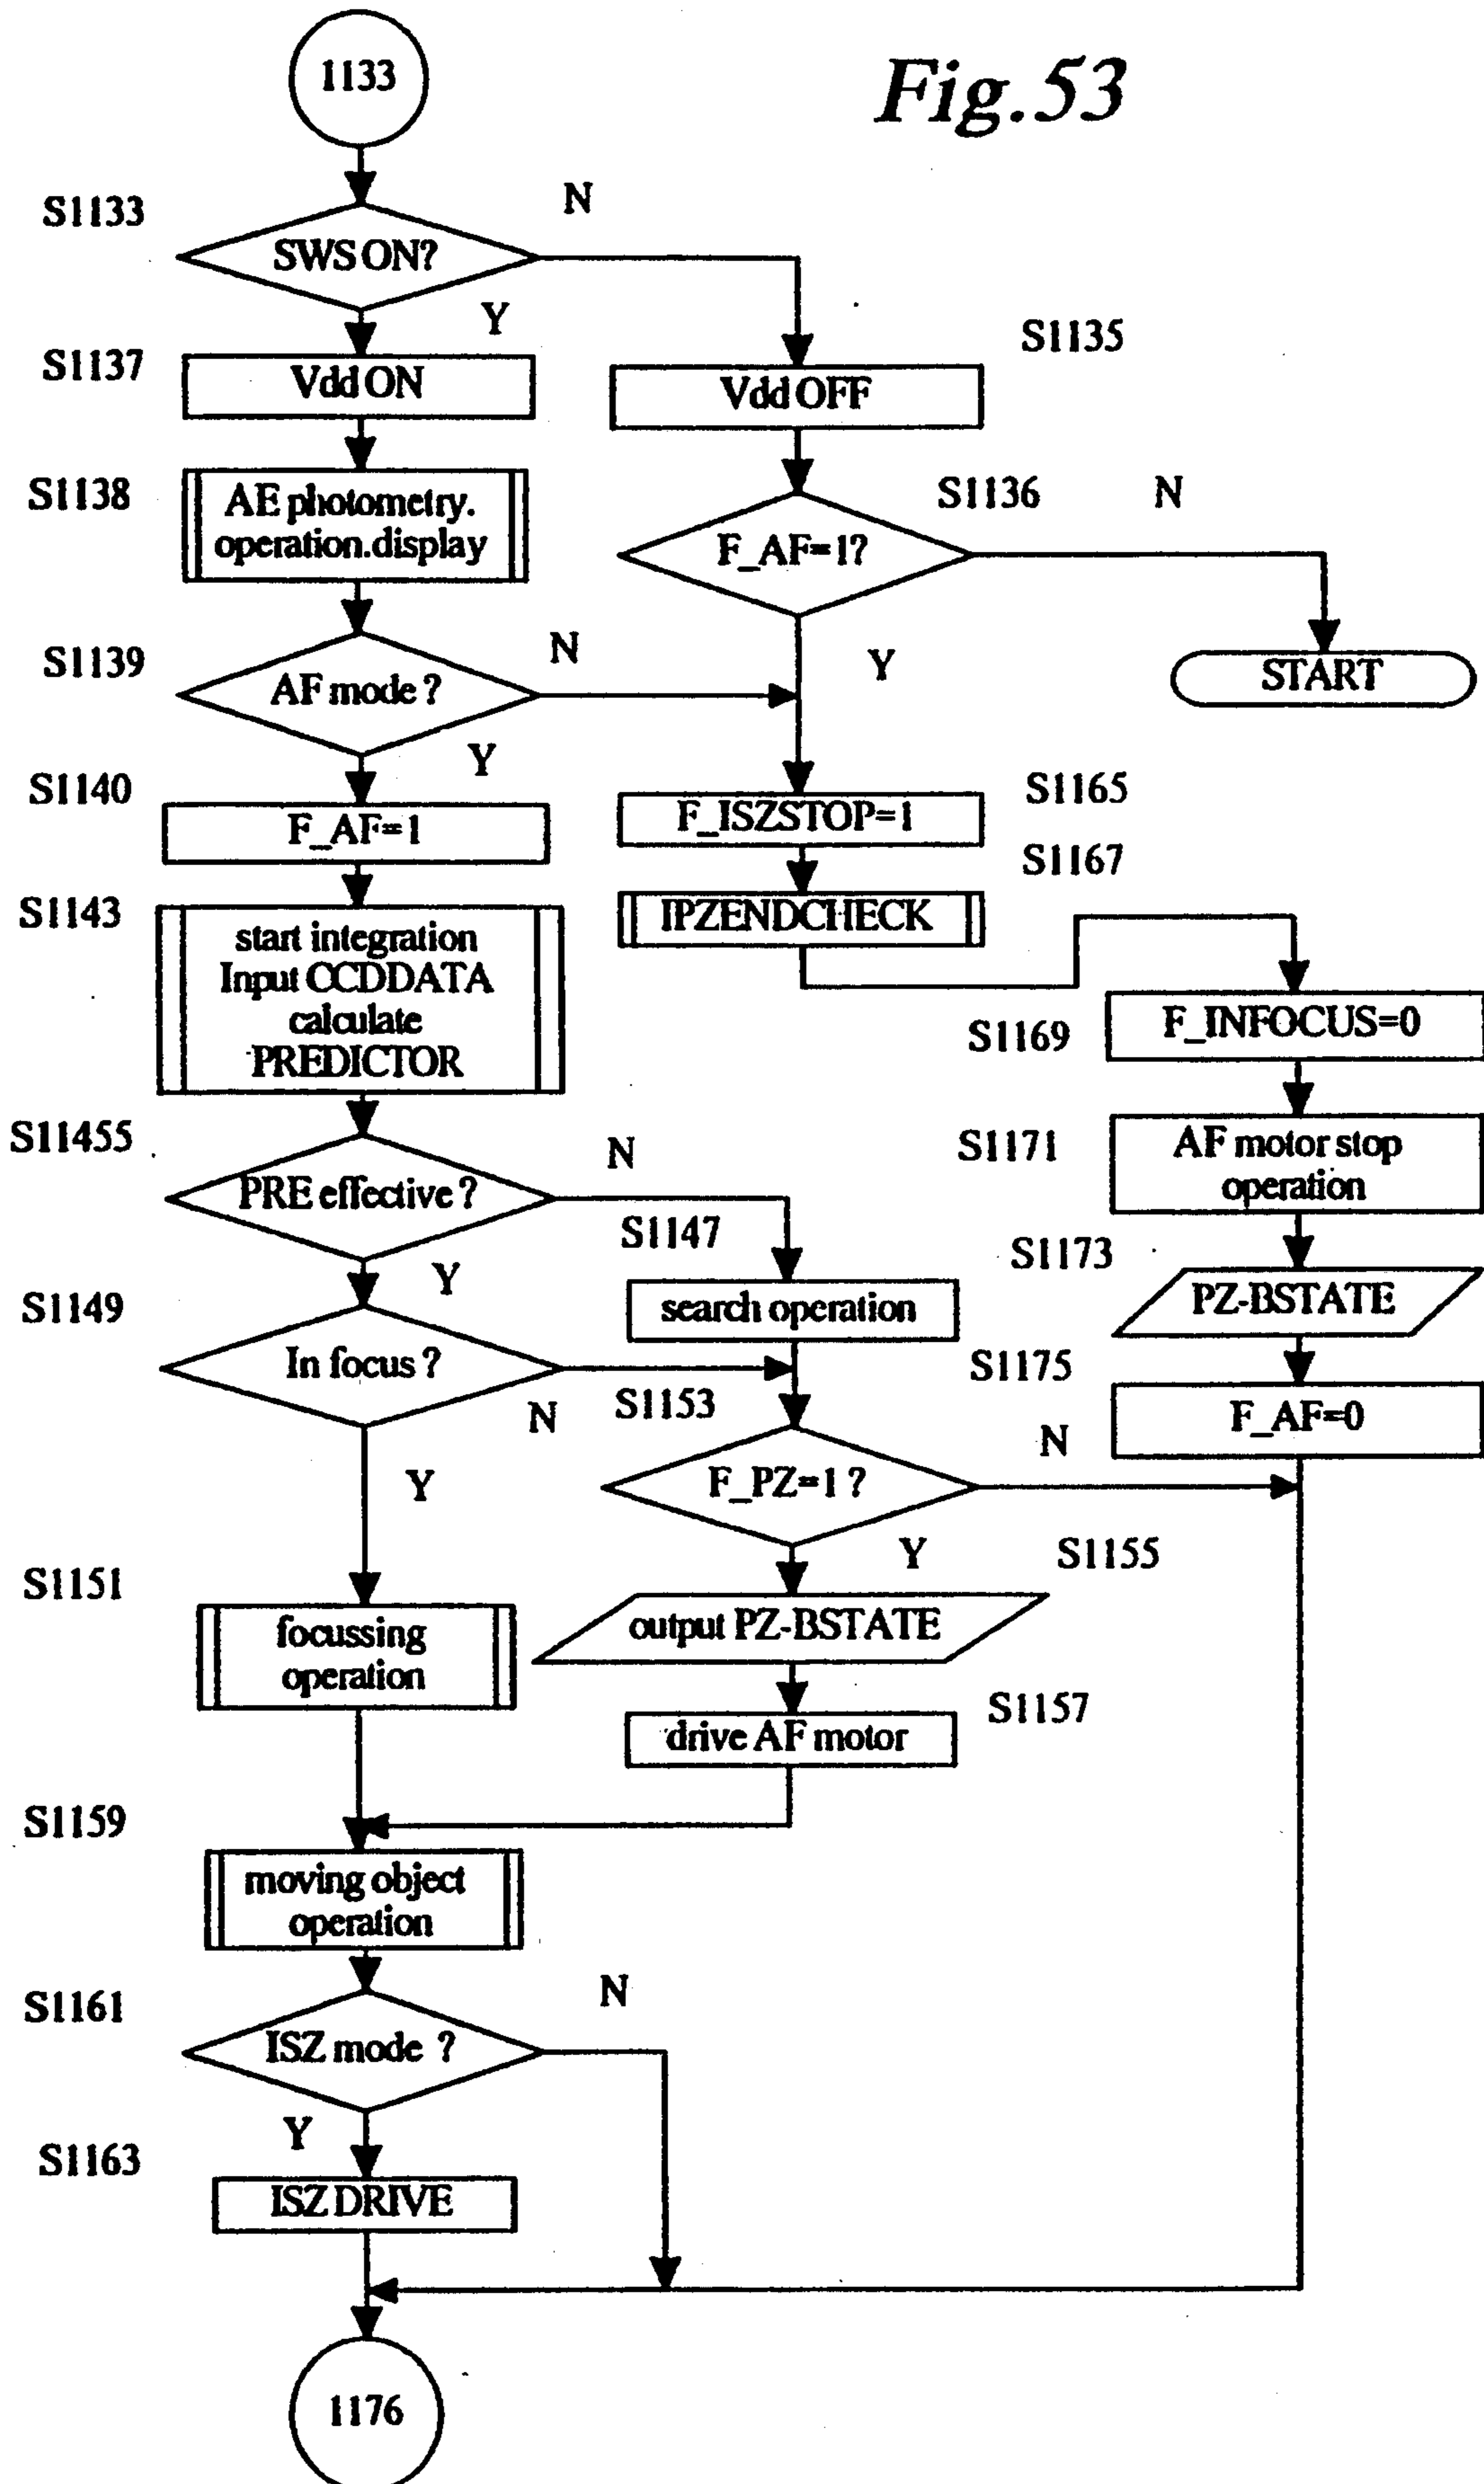 Fig.53
1133
S1133
SWS ON?
N
Y
S1137
Vdd ON
S1135
Vdd OFF
S1138
AE photometry.
operation.display
S1136
F_AF=1?
N
Y
START
S1139
AF mode ?
N
Y
S1140
F_AF=1
S1165
F_ISZSTOP=1
S1167
IPZENDCHECK
S1143
start integration
Input CCDDATA
calculate
PREDICTOR
S1169
F_INFOCUS=0
S1171
AF motor stop
operation
S11455
PRE effective ?
N
Y
S1147
search operation
S1173
PZ-BSTATE
S1149
In focus ?
N
Y
S1175
F_AF=0
S1153
F_PZ=1 ?
N
Y
S1155
output PZ-BSTATE
S1151
focussing
operation
S1157
drive AF motor
S1159
moving object
operation
S1161
ISZ mode ?
N
Y
S1163
ISZ DRIVE
1176